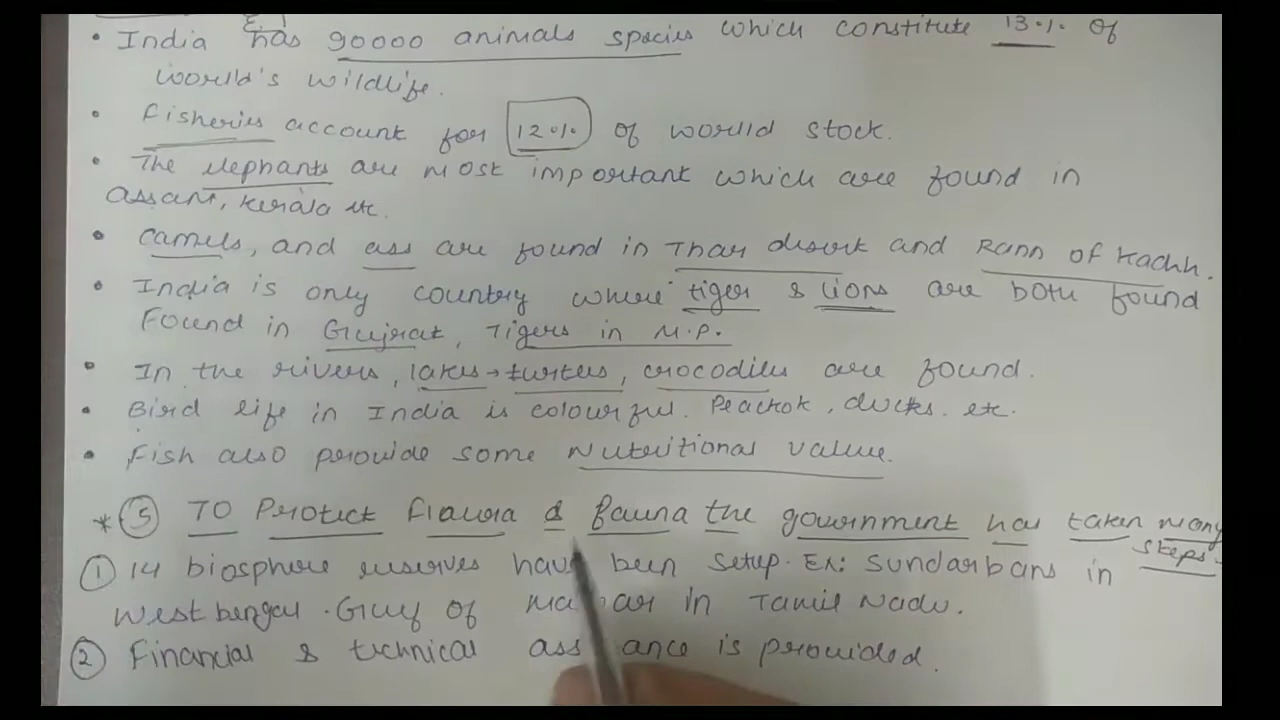 • India has 90000 animals species which constitute 13% of
world's wildlife.
• Fisheries account for 12% of world stock.
• The elephants are most important which are found in
Assam, Kerala etc.
• Camels, and ass are found in Thar desert and Rann of Kachh.
• India is only country where tiger & lions are both found
Found in Gujrat, Tigers in M.P.
• In the rivers, lakes → turtles, crocodiles are found.
• Bird life in India is colourful. Peackok, ducks. etc.
• Fish also provide some Nutritional value.
* 5 To Protect flaura & fauna the government has taken many
steps.
1 14 biosphere reserves have been setup. Ex: Sundarbans in
West bengal. Gulf of in Tamil Nadu.
2 Financial & technical is provided.